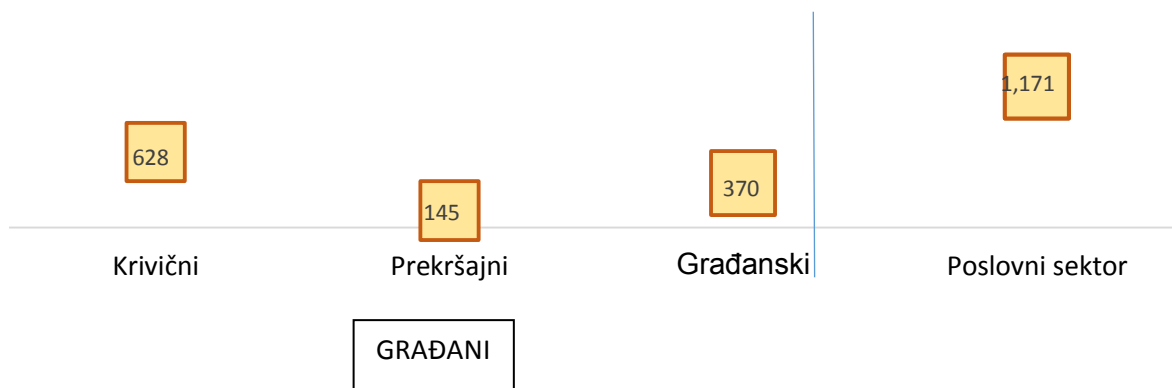 1,171
628
370
145
Krivični
Prekršajni
Građanski
Poslovni sektor
GRAĐANI